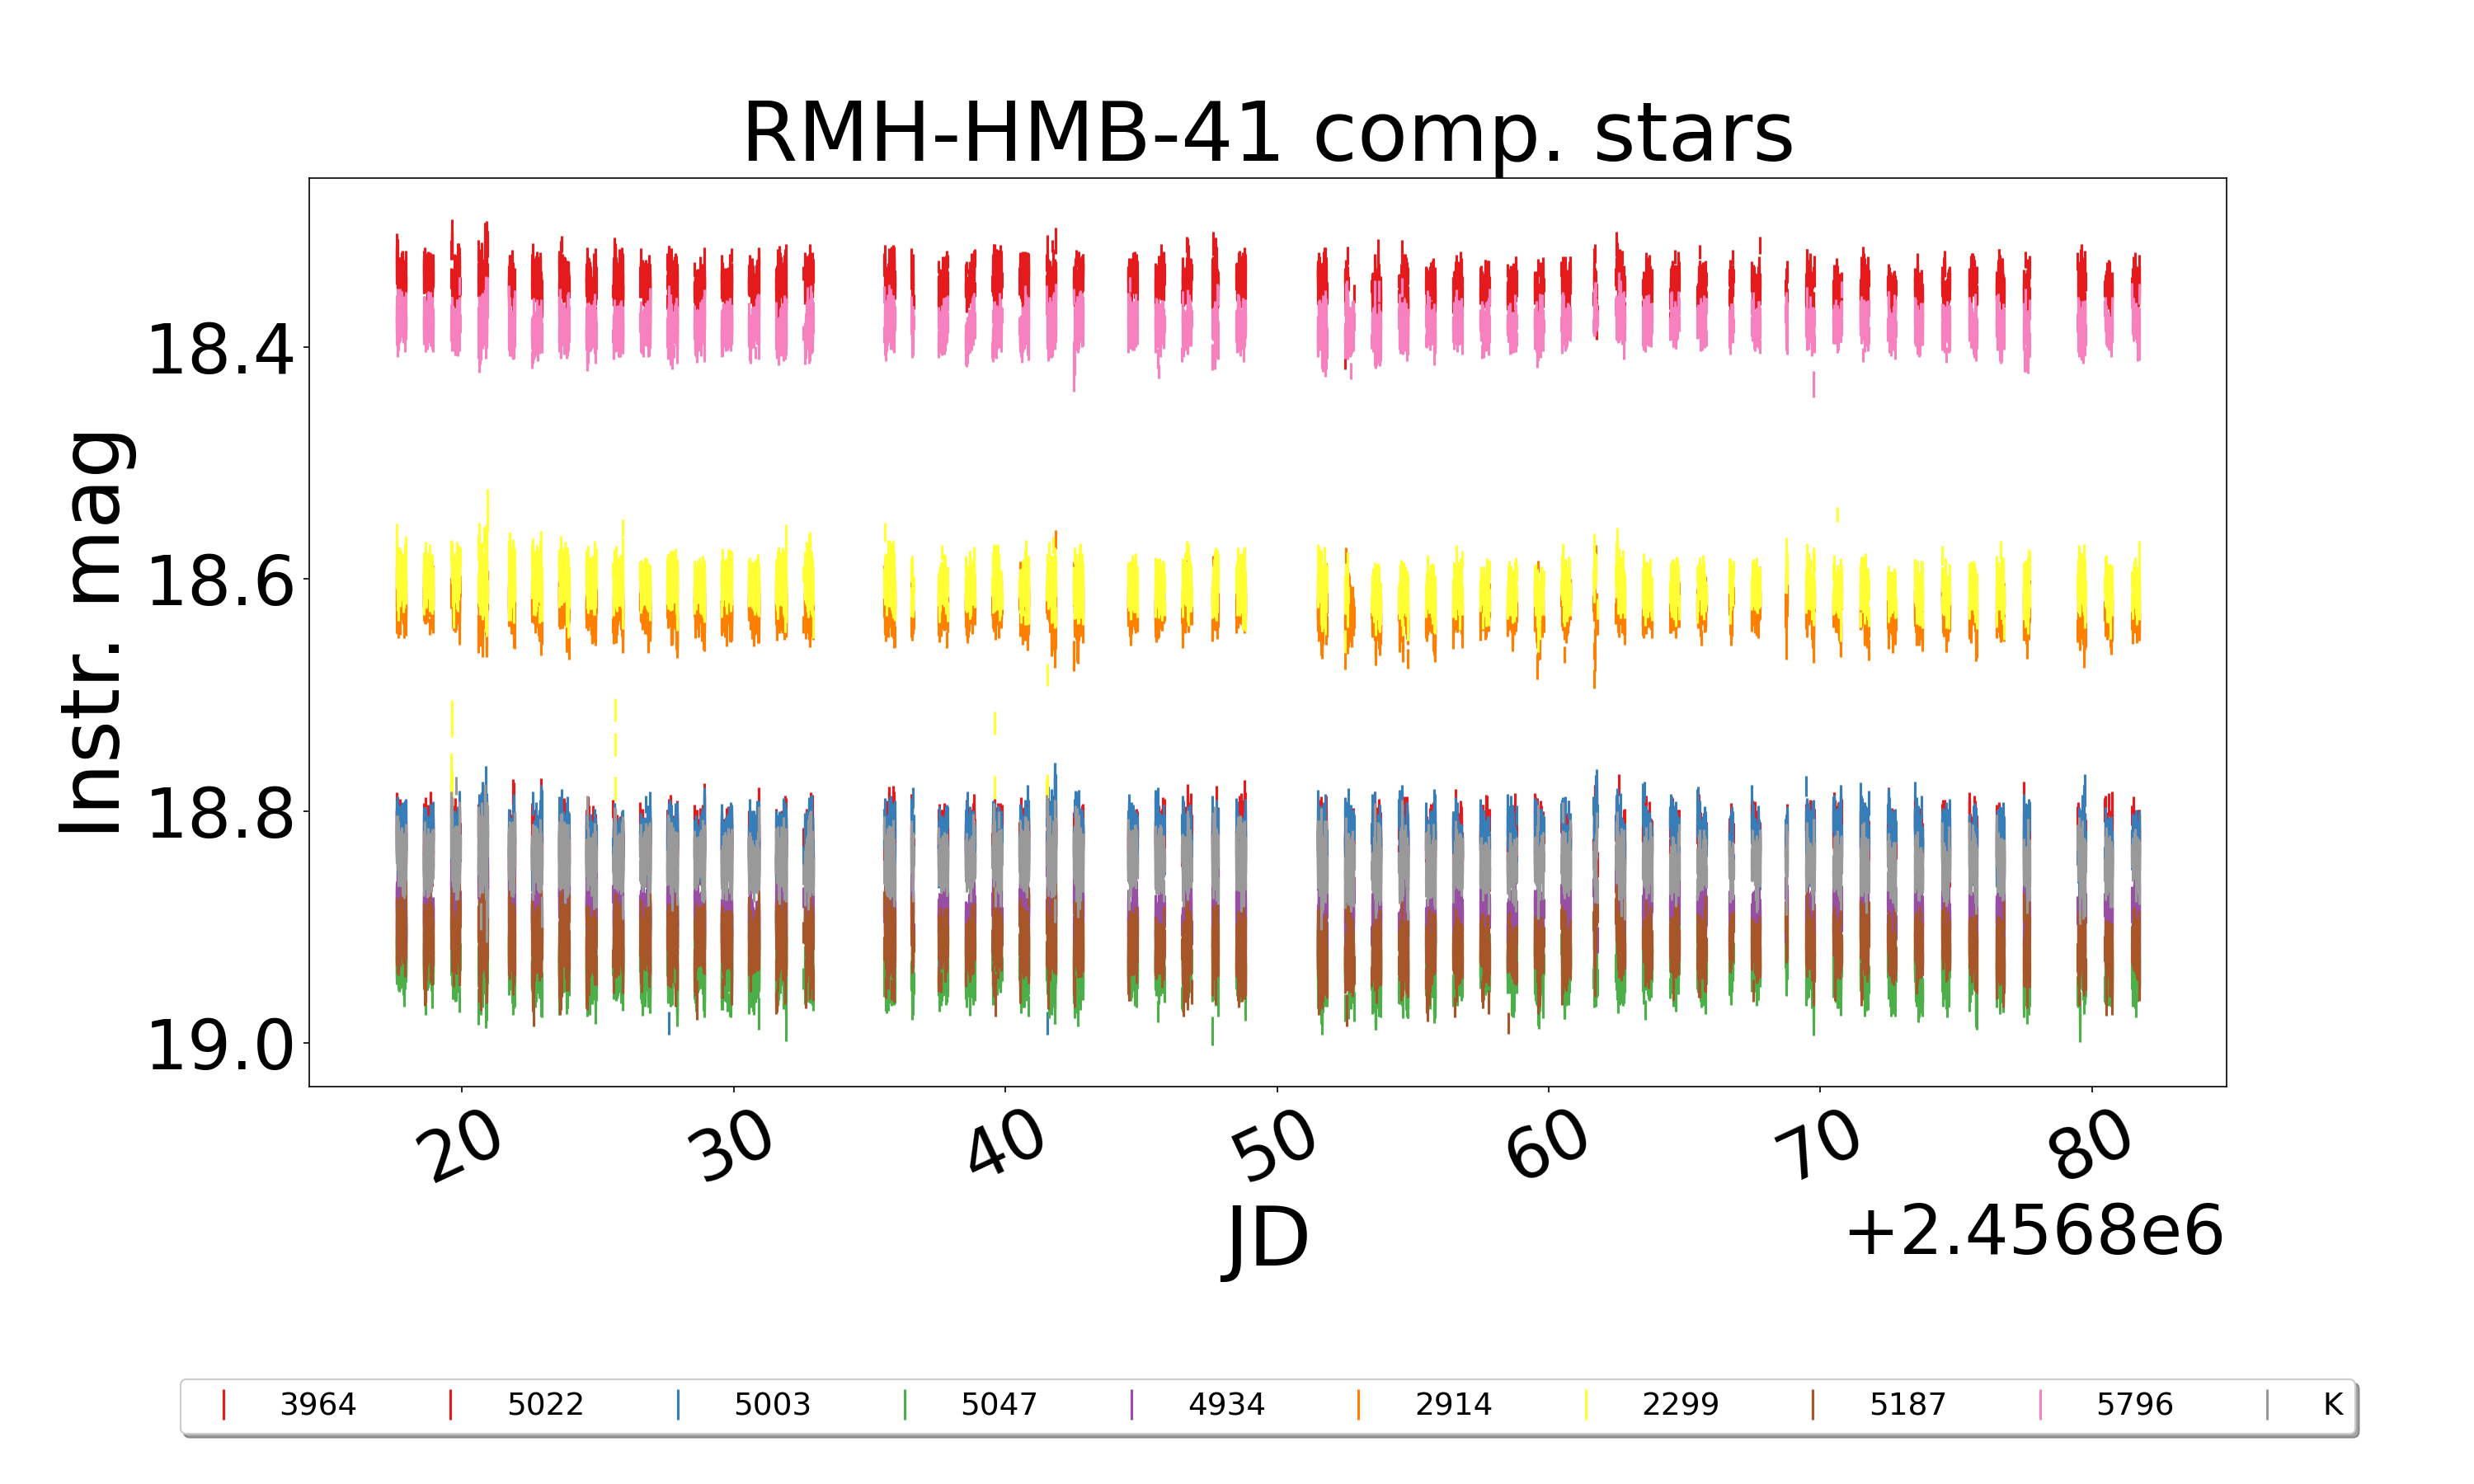 RMH-HMB-41 comp. stars
Instr. mag
18.4
18.6
18.8
19.0
20 30 40 50 60 70 80
JD
+2.4568e6
3964 5022 5003 5047 4934 2914 2299 5187 5796 K